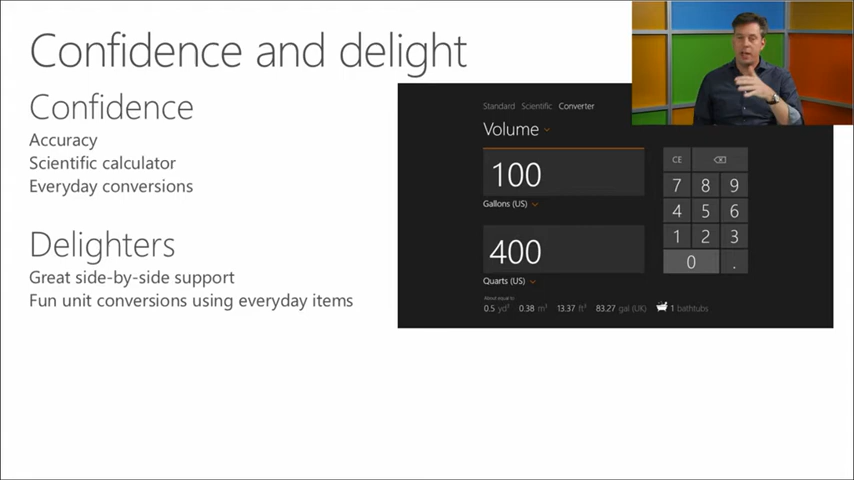 Confidence and delight
Confidence
Accuracy
Scientific calculator
Everyday conversions
Delighters
Great side-by-side support
Fun unit conversions using everyday items
Standard Scientific Converter
Volume
100
Gallons (US)
400
Quarts (US)
About equal to
0.5 yd³ 0.38 m³ 13.37 ft³ 83.27 gal (UK) 1 bathtubs
CE
7 8 9
4 5 6
1 2 3
0 .